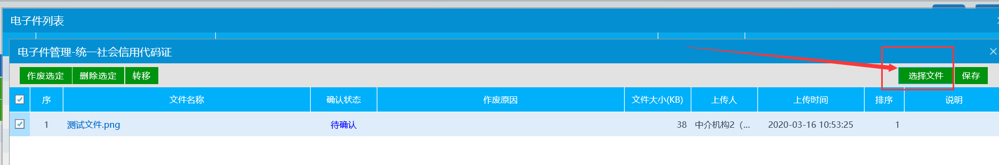 电子件列表
电子件管理-统一社会信用代码证
作废选定 删除选定 转移 选择文件 保存
序 文件名称 确认状态 作废原因 文件大小(KB) 上传人 上传时间 排序 说明
1 测试文件.png 待确认 38 中介机构2（... 2020-03-16 10:53:25 1